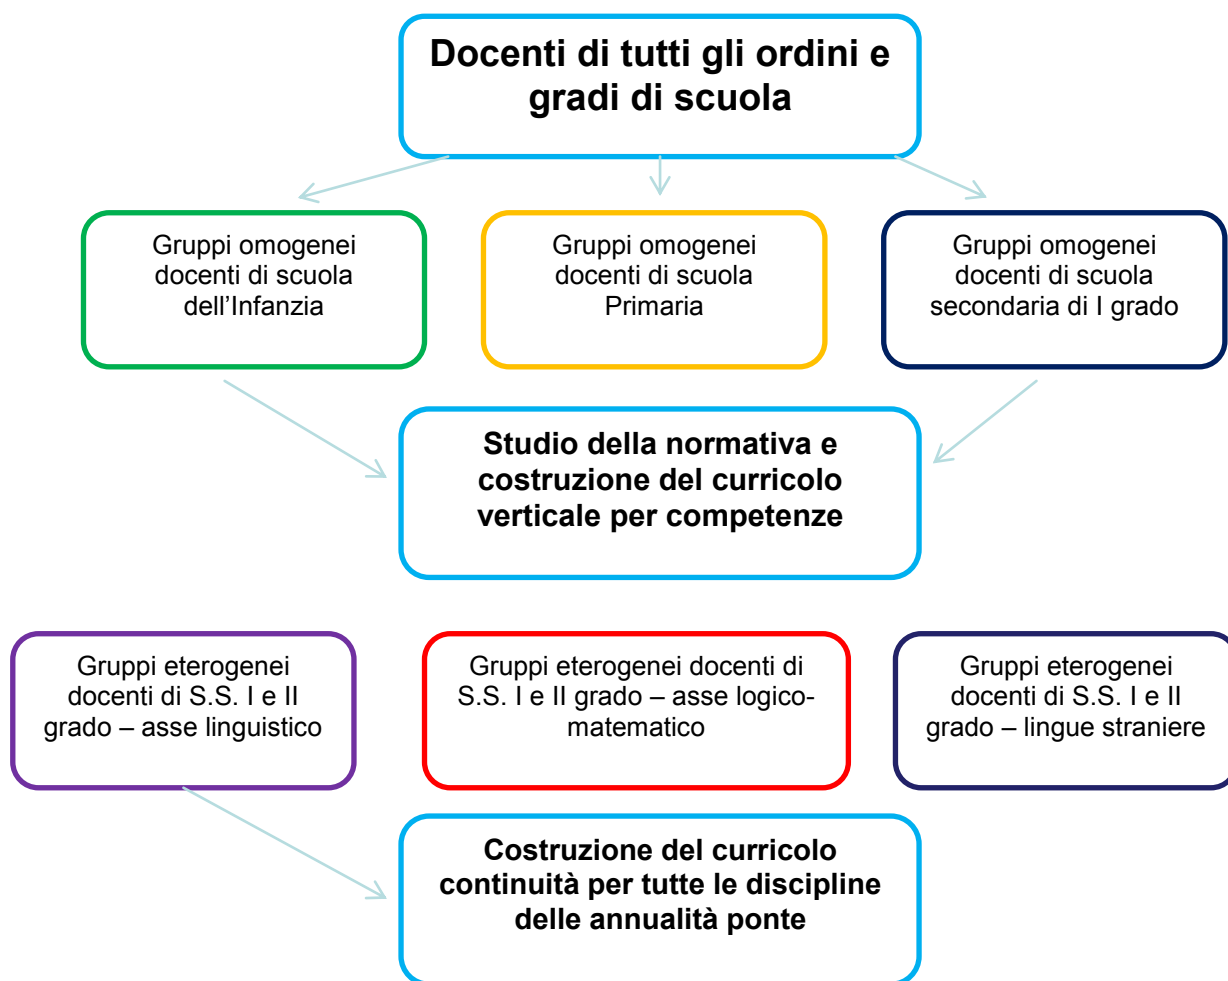 Docenti di tutti gli ordini e
gradi di scuola
Gruppi omogenei
docenti di scuola
dell’Infanzia
Gruppi omogenei
docenti di scuola
Primaria
Gruppi omogenei
docenti di scuola
secondaria di I grado
Studio della normativa e
costruzione del curricolo
verticale per competenze
Gruppi eterogenei
docenti di S.S. I e II
grado – asse linguistico
Gruppi eterogenei docenti di
S.S. I e II grado – asse logico-
matematico
Gruppi eterogenei
docenti di S.S. I e II
grado – lingue straniere
Costruzione del curricolo
continuità per tutte le discipline
delle annualità ponte